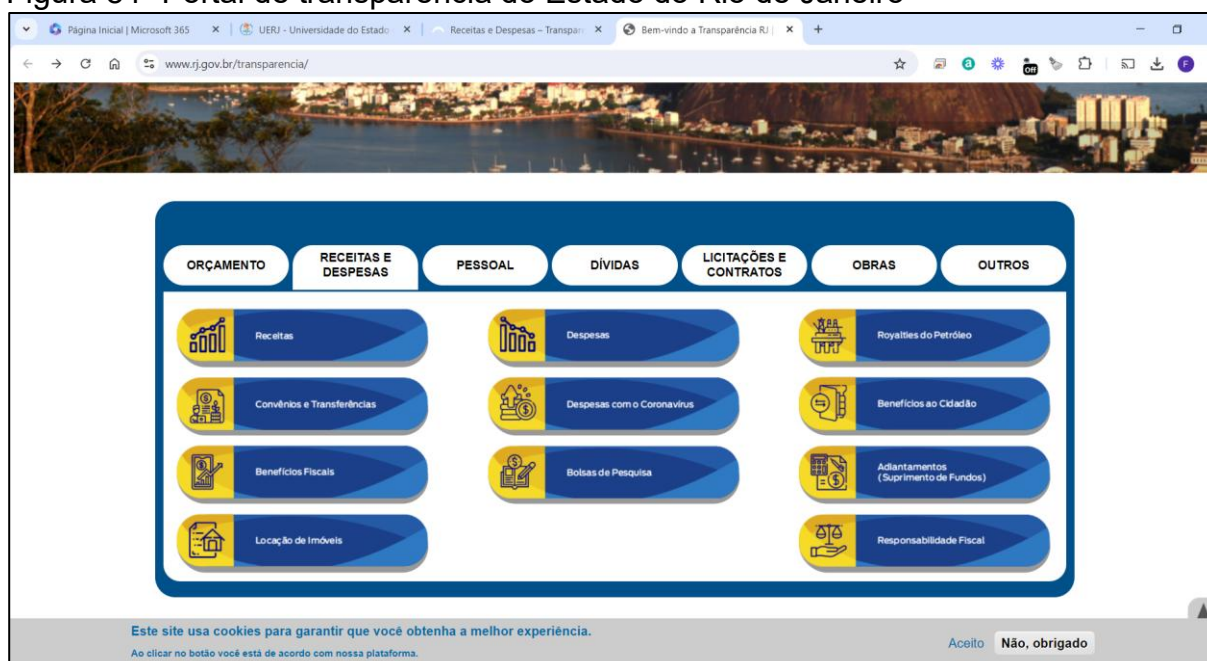 Portal de transparência do Estado do Rio de Janeiro
Página Inicial | Microsoft 365
UERJ - Universidade do Estado
Receitas e Despesas – Transpar
Bem-vindo a Transparência RJ |
www.rj.gov.br/transparencia/
Off
F
ORÇAMENTO
RECEITAS E
DESPESAS
PESSOAL
DÍVIDAS
LICITAÇÕES E
CONTRATOS
OBRAS
OUTROS
Receitas
Despesas
Royalties do Petróleo
Convênios e Transferências
Despesas com o Coronavírus
Benefícios ao Cidadão
Benefícios Fiscais
Bolsas de Pesquisa
Adiantamentos
(Suprimento de Fundos)
Locação de Imóveis
Responsabilidade Fiscal
Este site usa cookies para garantir que você obtenha a melhor experiência.
Ao clicar no botão você está de acordo com nossa plataforma.
Aceito
Não, obrigado